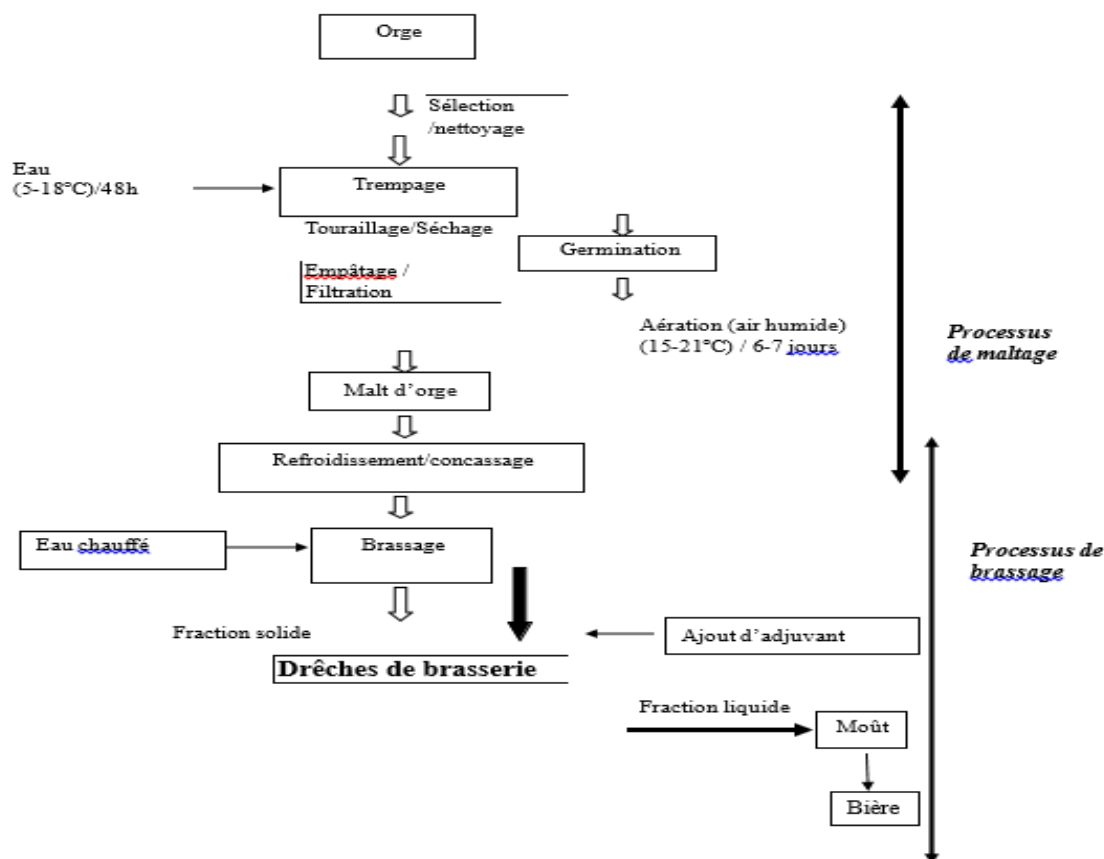 Orge
Sélection
/nettoyage
Eau
(5-18°C)/48h
Trempage
Touraillage/Séchage
Germination
Empâtage /
Filtration
Aération (air humide)
(15-21°C) / 6-7 jours
Processus
de maltage
Malt d'orge
Refroidissement/concassage
Eau chauffé
Brassage
Processus de
brassage
Fraction solide
Ajout d'adjuvant
Drêches de brasserie
Fraction liquide
Moût
Bière